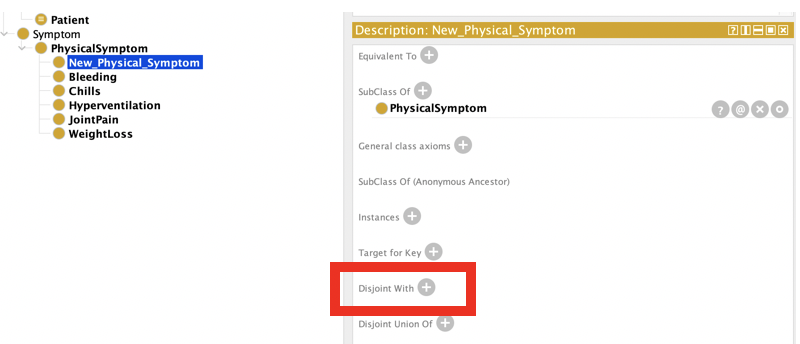 Patient
Symptom
PhysicalSymptom
New_Physical_Symptom
Bleeding
Chills
Hyperventilation
JointPain
WeightLoss
Description: New_Physical_Symptom
Equivalent To
SubClass Of
PhysicalSymptom
General class axioms
SubClass Of (Anonymous Ancestor)
Instances
Target for Key
Disjoint With
Disjoint Union Of